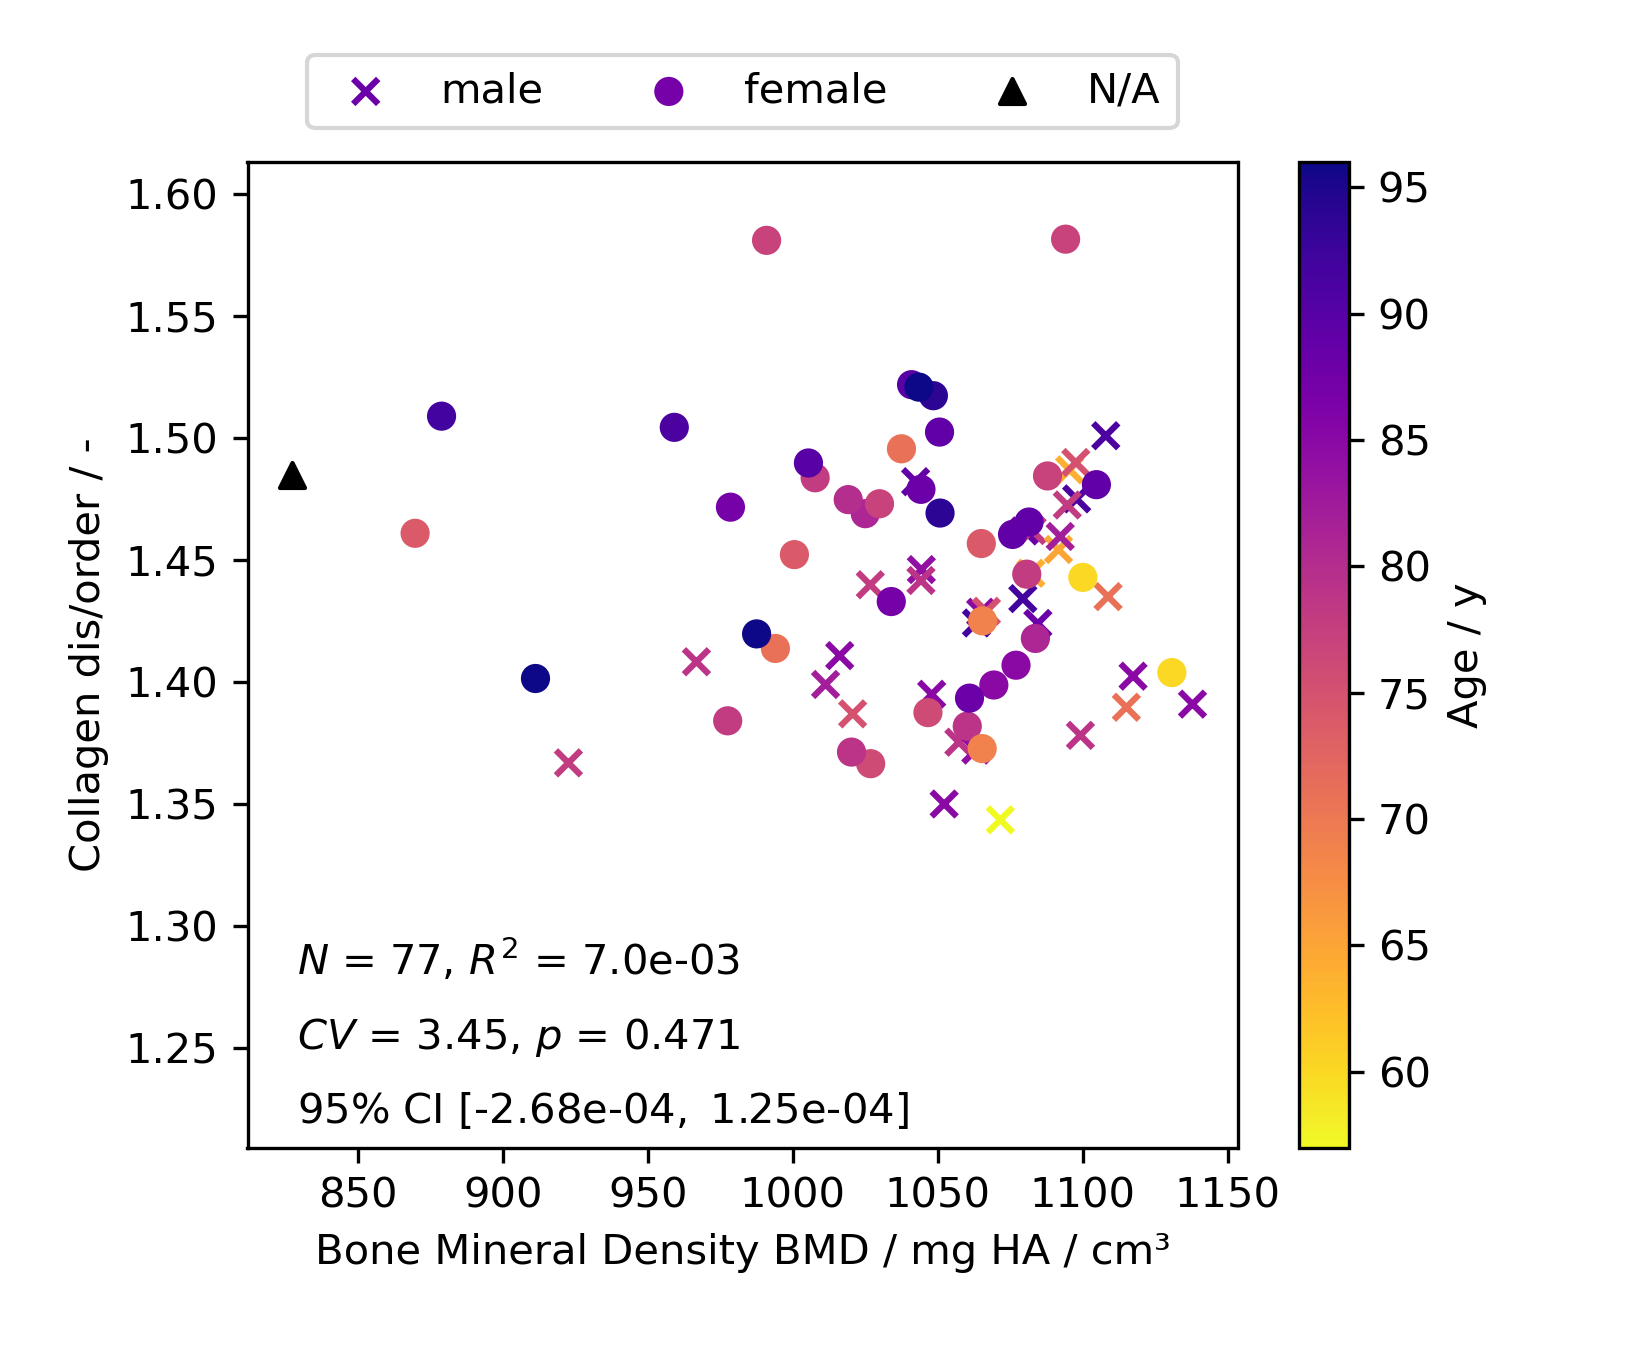 male female N/A
1.60
1.55
1.50
1.45
1.40
1.35
1.30
1.25
Collagen dis/order / -
N = 77, R² = 7.0e-03
CV = 3.45, p = 0.471
95% CI [-2.68e-04, 1.25e-04]
850 900 950 1000 1050 1100 1150
Bone Mineral Density BMD / mg HA / cm³
95
90
85
80
75
70
65
60
Age / y